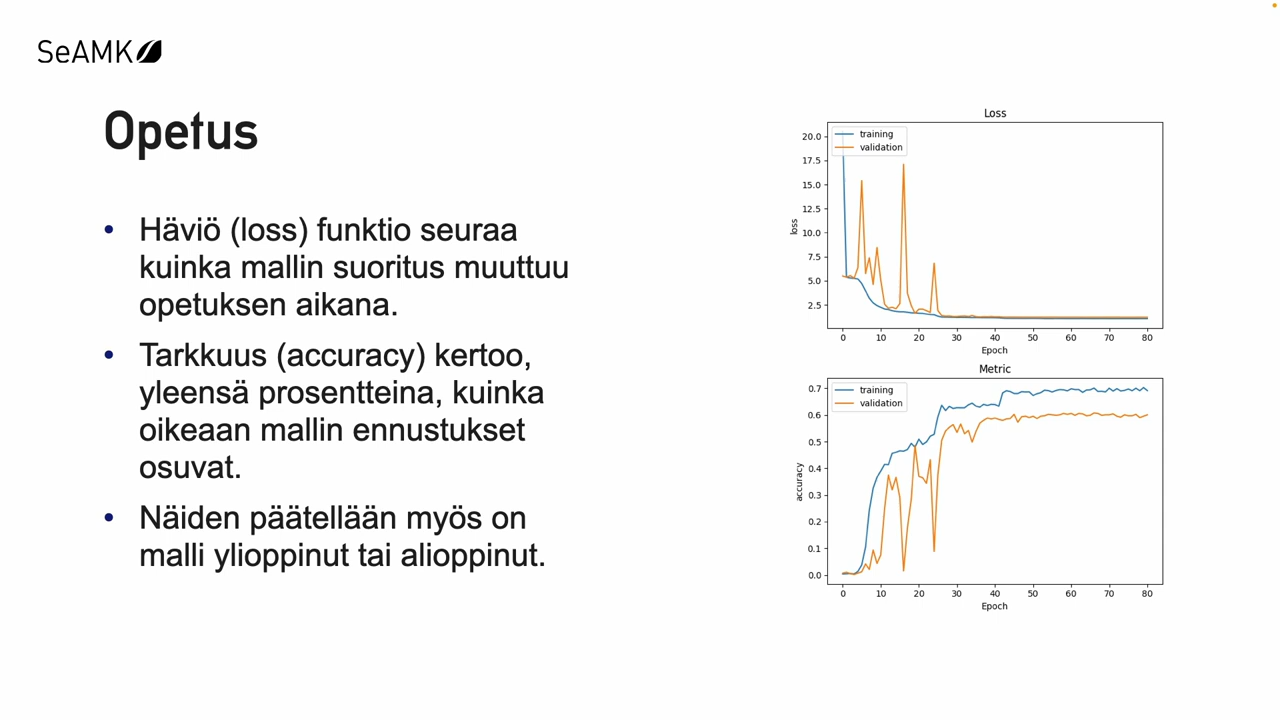 SeAMK
Opetus
• Häviö (loss) funktio seuraa
kuinka mallin suoritus muuttuu
opetuksen aikana.
• Tarkkuus (accuracy) kertoo,
yleensä prosentteina, kuinka
oikeaan mallin ennustukset
osuvat.
• Näiden päätellään myös on
malli ylioppinut tai alioppinut.
Loss
training
validation
20.0
17.5
15.0
12.5
10.0
7.5
5.0
2.5
loss
0 10 20 30 40 50 60 70 80
Epoch
Metric
training
validation
0.7
0.6
0.5
0.4
0.3
0.2
0.1
0.0
accuracy
0 10 20 30 40 50 60 70 80
Epoch